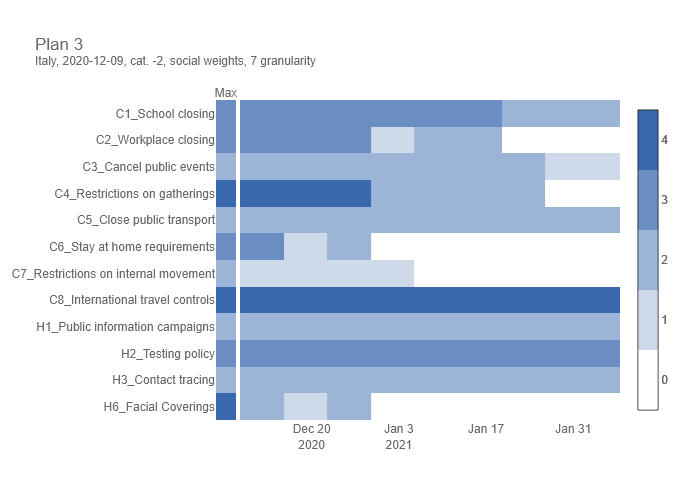 Plan 3
Italy, 2020-12-09, cat. -2, social weights, 7 granularity
Max
C1_School closing
C2_Workplace closing
C3_Cancel public events
C4_Restrictions on gatherings
C5_Close public transport
C6_Stay at home requirements
C7_Restrictions on internal movement
C8_International travel controls
H1_Public information campaigns
H2_Testing policy
H3_Contact tracing
H6_Facial Coverings
Dec 20
2020
Jan 3
2021
Jan 17
Jan 31
4
3
2
1
0